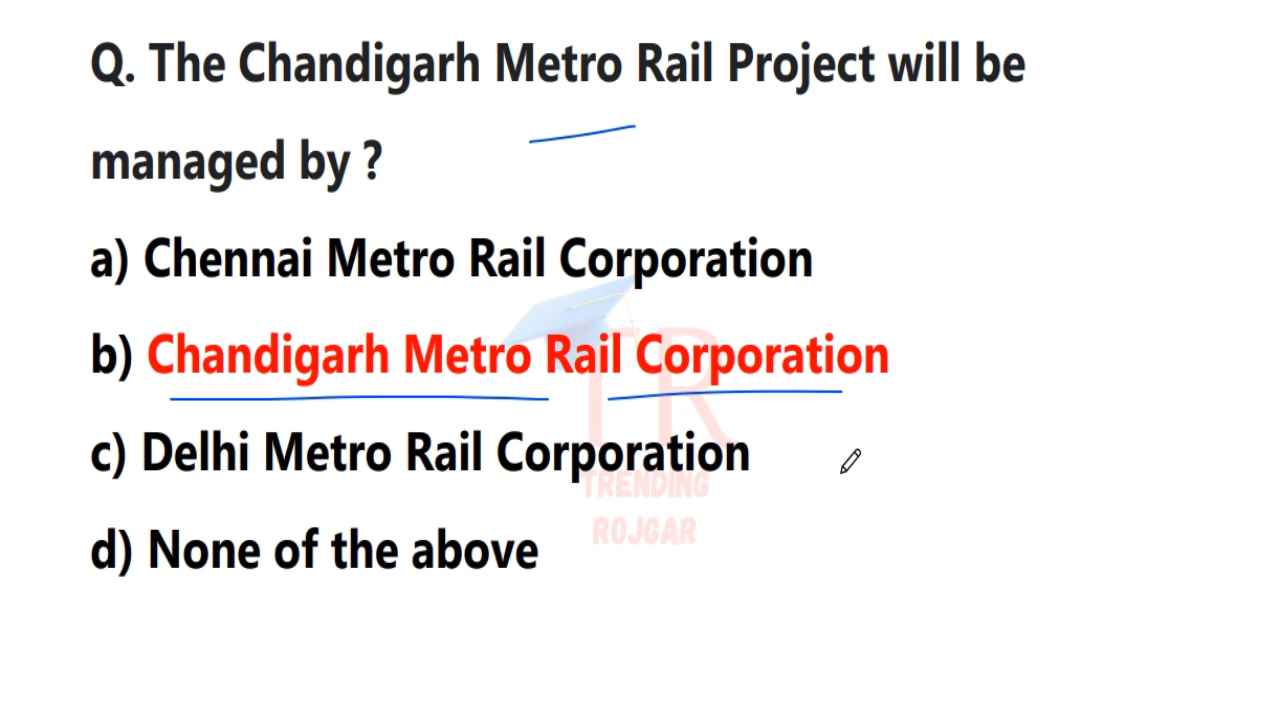 Q. The Chandigarh Metro Rail Project will be
managed by ?
a) Chennai Metro Rail Corporation
b) Chandigarh Metro Rail Corporation
c) Delhi Metro Rail Corporation
d) None of the above
TR
TRENDING
ROJGAR